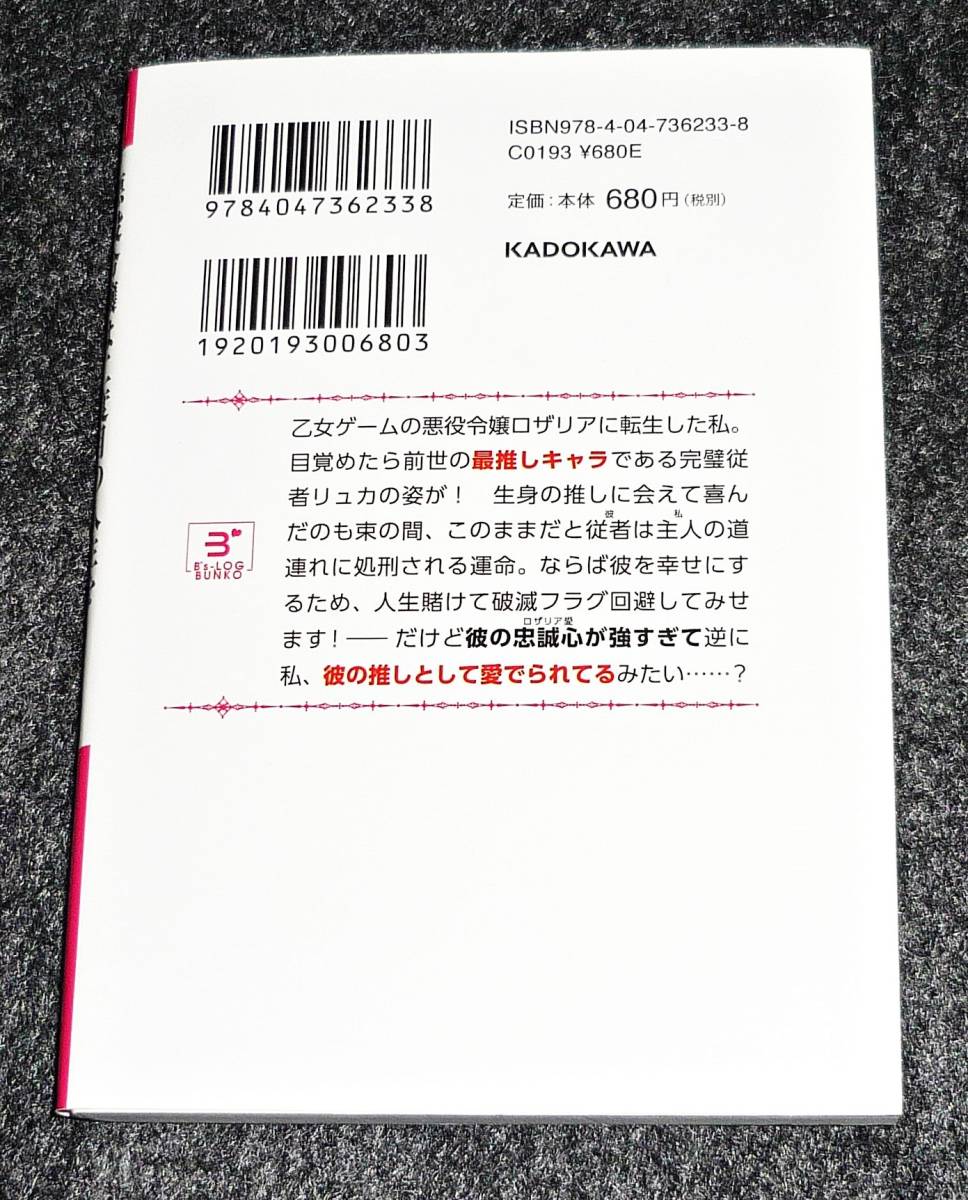 ISBN978-4-04-736233-8
C0193 ¥680E
9784047362338
定価：本体 680円（税別）
KADOKAWA
1920193006803
乙女ゲームの悪役令嬢ロザリアに転生した私。
目覚めたら前世の最推しキャラである完璧従
者リュカの姿が！　生身の推しに会えて喜ん
彼 私
だのも束の間、このままだと従者は主人の道
連れに処刑される運命。ならば彼を幸せにす
るため、人生賭けて破滅フラグ回避してみせ
ロザリア愛
ます！―― だけど彼の忠誠心が強すぎて逆に
私、彼の推しとして愛でられてるみたい……？
B's-LOG
BUNKO